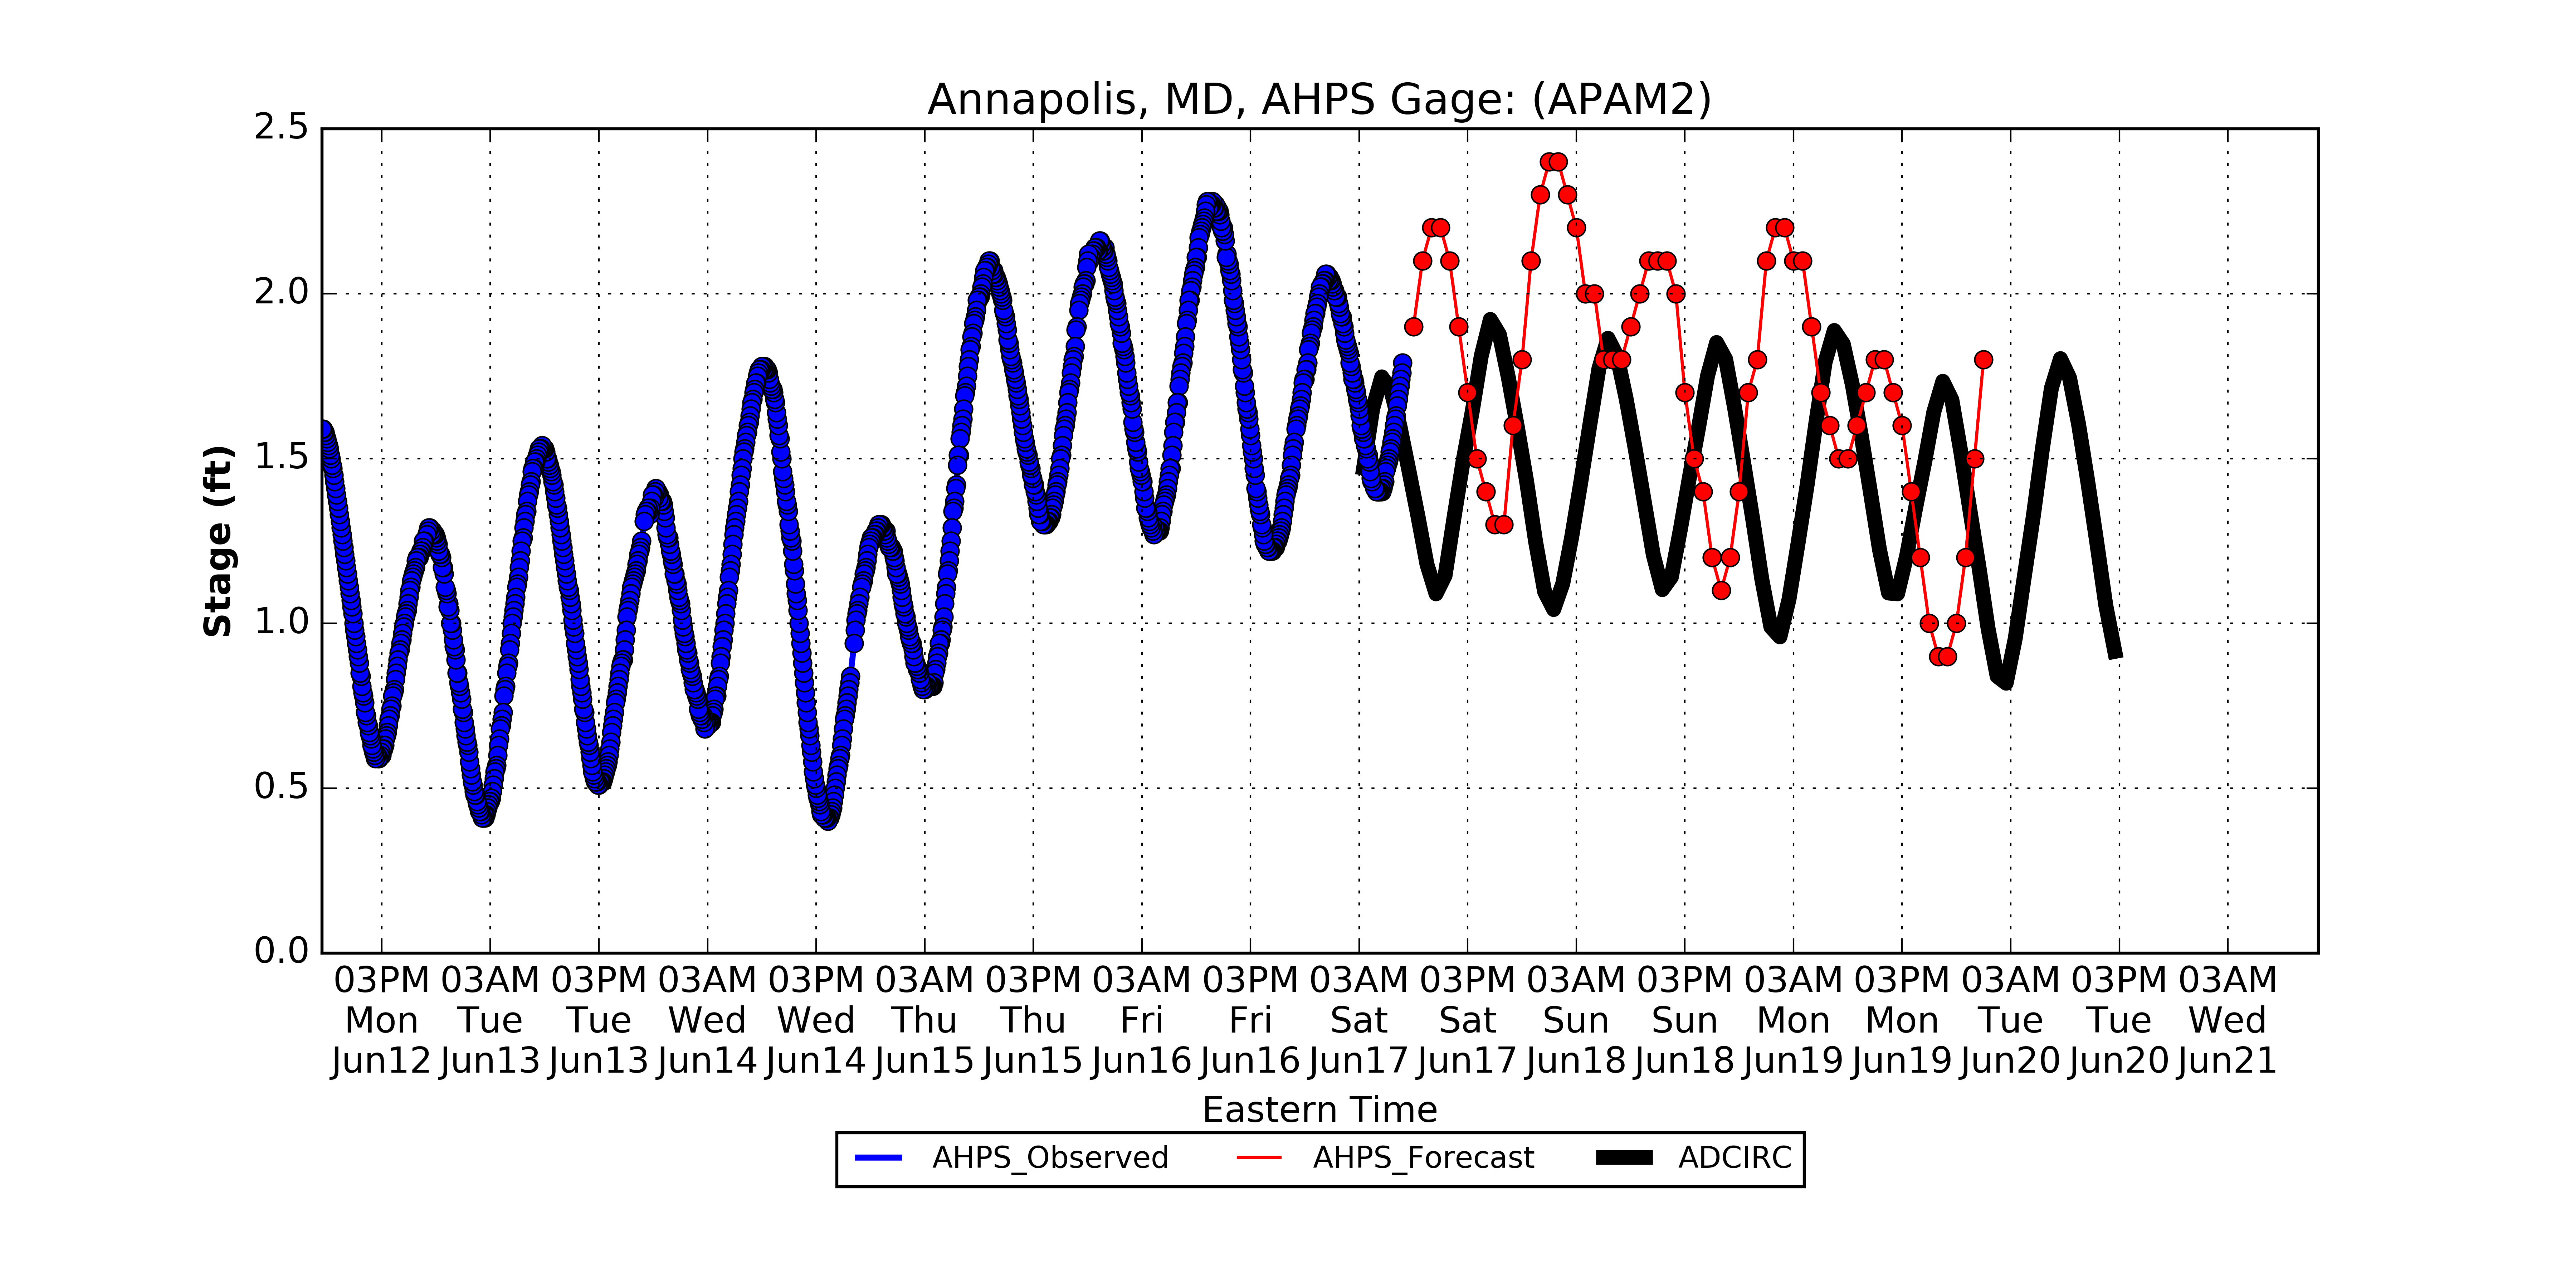 Annapolis, MD, AHPS Gage: (APAM2)
2.5
2.0
1.5
1.0
0.5
0.0
Stage (ft)
03PM 03AM 03PM 03AM 03PM 03AM 03PM 03AM 03PM 03AM 03PM 03AM 03PM 03AM 03PM 03AM 03PM 03AM
Mon Tue Tue Wed Wed Thu Thu Fri Fri Sat Sat Sun Sun Mon Mon Tue Tue Wed
Jun12 Jun13 Jun13 Jun14 Jun14 Jun15 Jun15 Jun16 Jun16 Jun17 Jun17 Jun18 Jun18 Jun19 Jun19 Jun20 Jun20 Jun21
Eastern Time
AHPS_Observed AHPS_Forecast ADCIRC